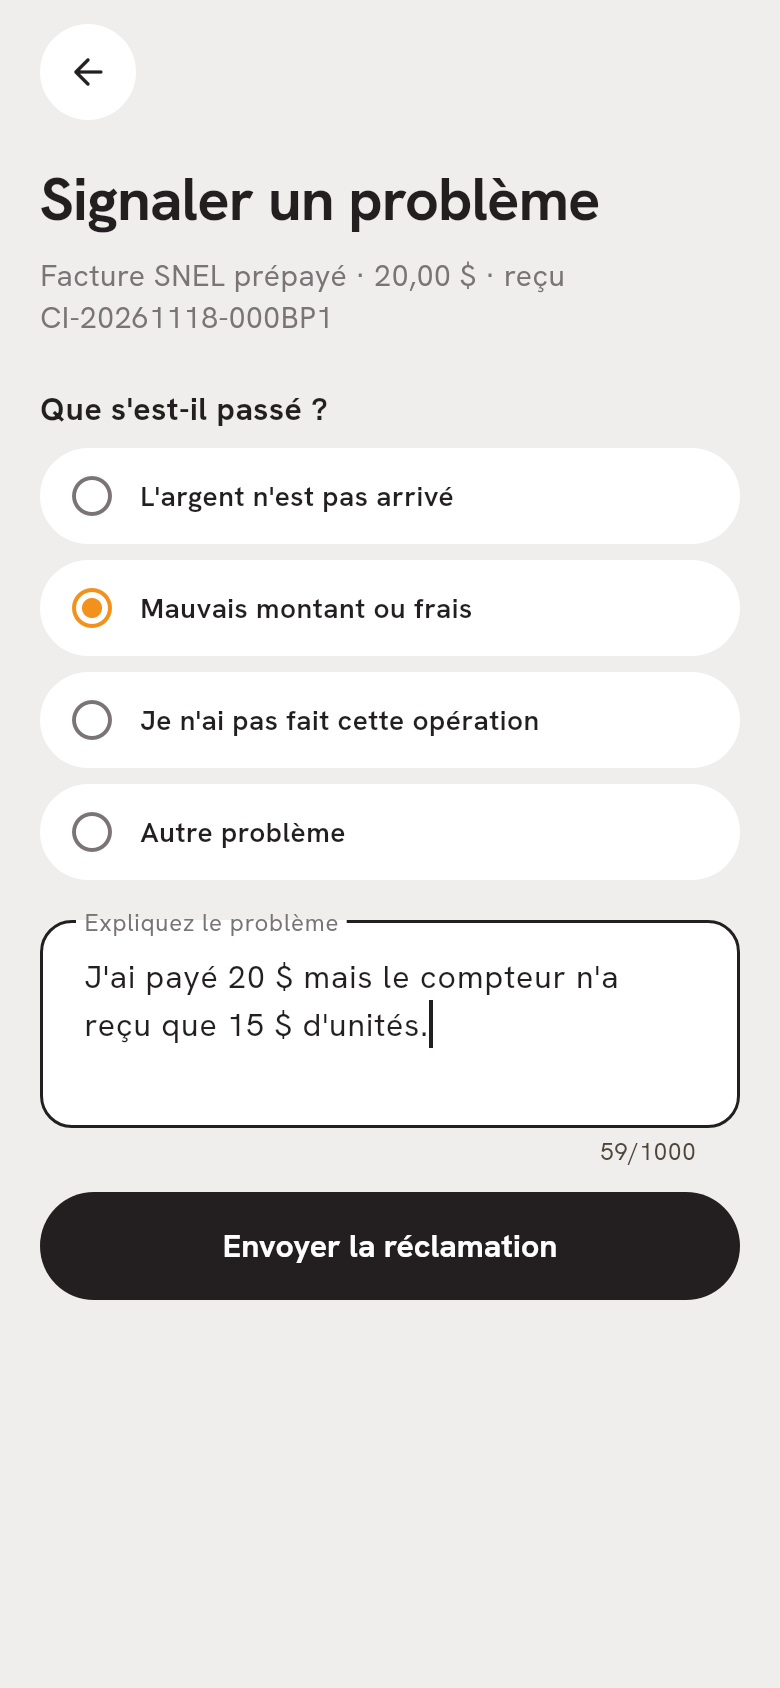 Signaler un problème
Facture SNEL prépayé · 20,00 $ · reçu
CI-20261118-000BP1
Que s'est-il passé ?
L'argent n'est pas arrivé
Mauvais montant ou frais
Je n'ai pas fait cette opération
Autre problème
Expliquez le problème
J'ai payé 20 $ mais le compteur n'a
reçu que 15 $ d'unités.
59/1000
Envoyer la réclamation